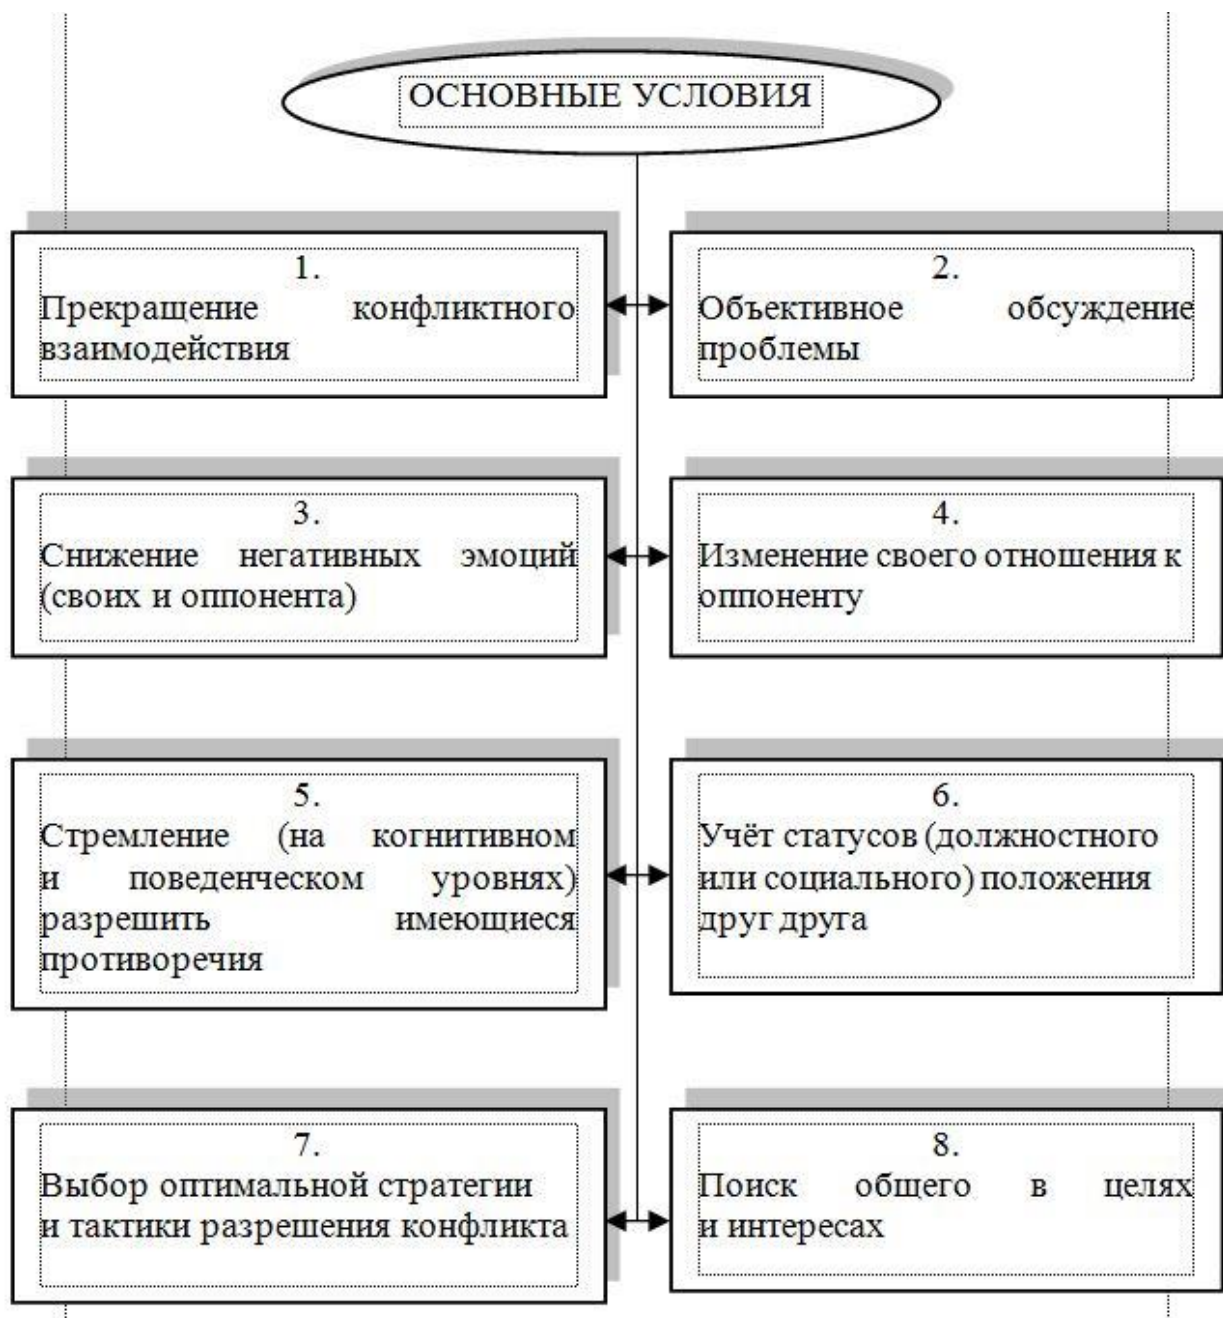 ОСНОВНЫЕ УСЛОВИЯ
1.
Прекращение конфликтного
взаимодействия
2.
Объективное обсуждение
проблемы
3.
Снижение негативных эмоций
(своих и оппонента)
4.
Изменение своего отношения к
оппоненту
5.
Стремление (на когнитивном
и поведенческом уровнях)
разрешить имеющиеся
противоречия
6.
Учёт статусов (должностного
или социального) положения
друг друга
7.
Выбор оптимальной стратегии
и тактики разрешения конфликта
8.
Поиск общего в целях
и интересах